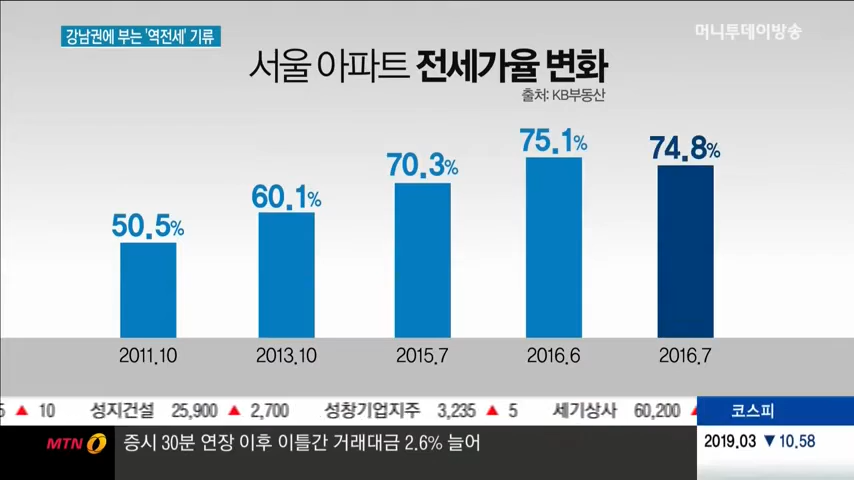 강남권에 부는 '역전세' 기류
머니투데이방송
서울 아파트 전세가율 변화
출처: KB부동산
50.5% 60.1% 70.3% 75.1% 74.8%
2011.10 2013.10 2015.7 2016.6 2016.7
▲ 10 성지건설 25,900 ▲ 2,700 성창기업지주 3,235 ▲ 5 세기상사 60,200
코스피
MTN 증시 30분 연장 이후 이틀간 거래대금 2.6% 늘어
2019.03 ▼10.58